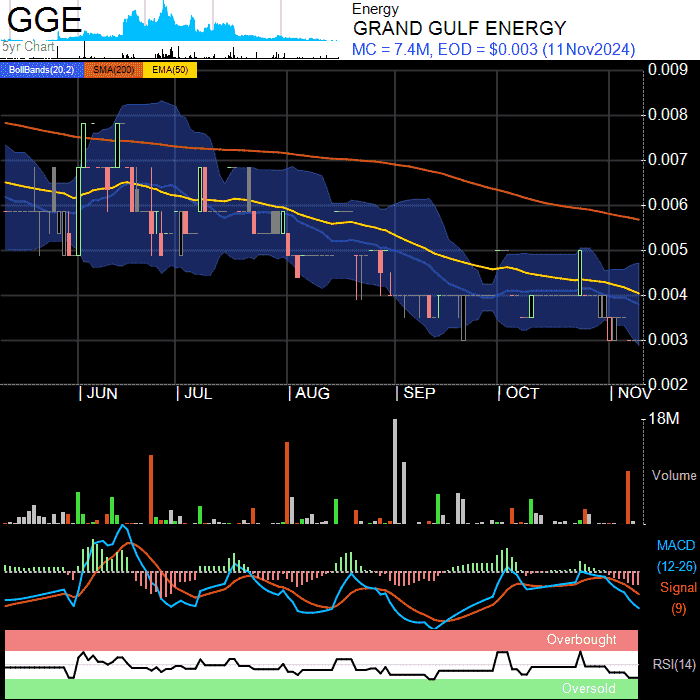 GGE
5yr Chart
Energy
GRAND GULF ENERGY
MC = 7.4M, EOD = $0.003 (11Nov2024)
BollBands(20,2) SMA(200) EMA(50)
0.009
0.008
0.007
0.006
0.005
0.004
0.003
0.002
| JUN | JUL | AUG | SEP | OCT | NOV
18M
Volume
MACD
(12-26)
Signal
(9)
Overbought
RSI(14)
Oversold